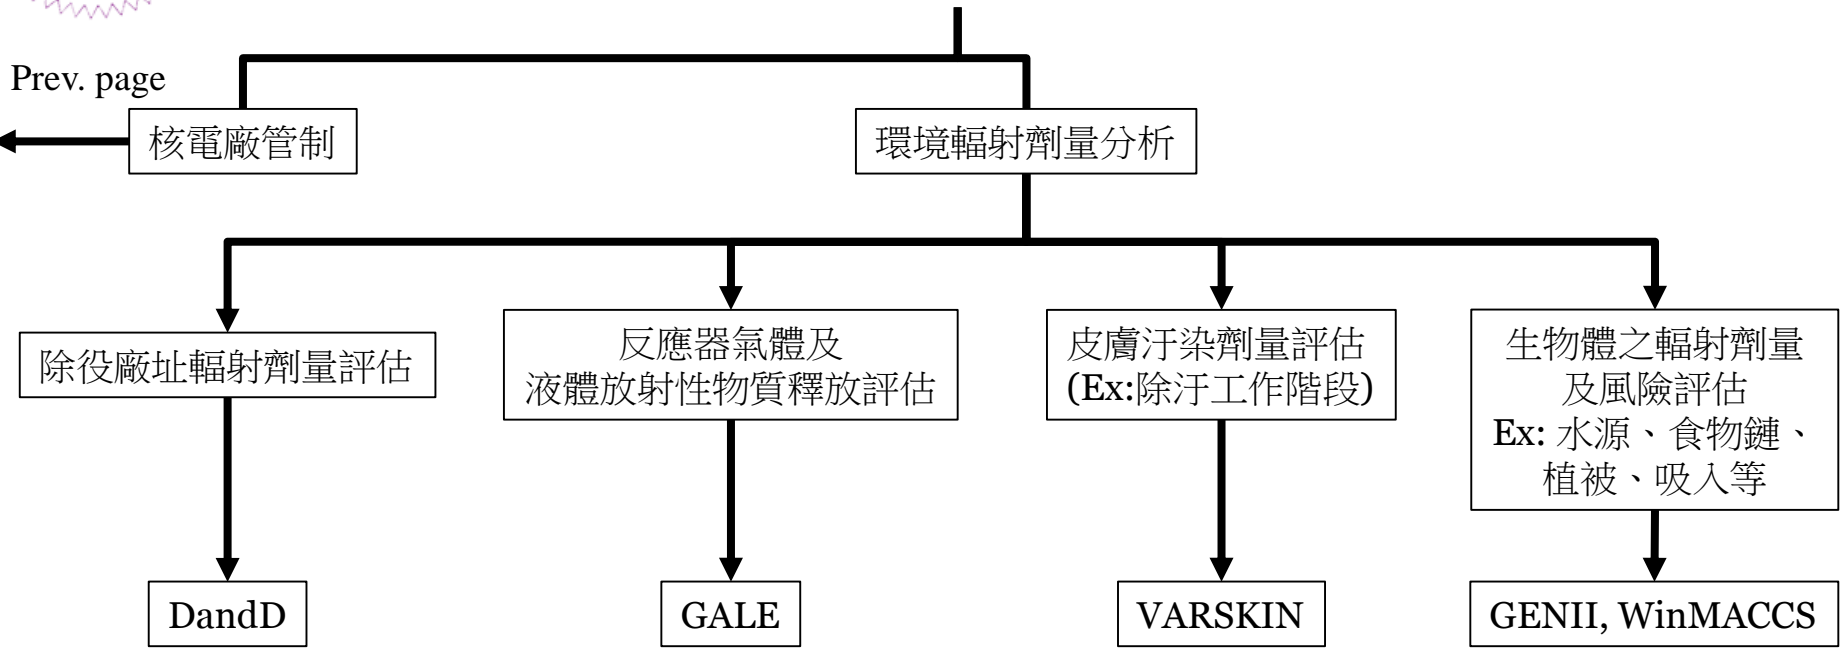 Prev. page
核電廠管制
環境輻射劑量分析
除役廠址輻射劑量評估
反應器氣體及
液體放射性物質釋放評估
皮膚汙染劑量評估
(Ex:除汙工作階段)
生物體之輻射劑量
及風險評估
Ex: 水源、食物鏈、
植被、吸入等
DandD
GALE
VARSKIN
GENII, WinMACCS